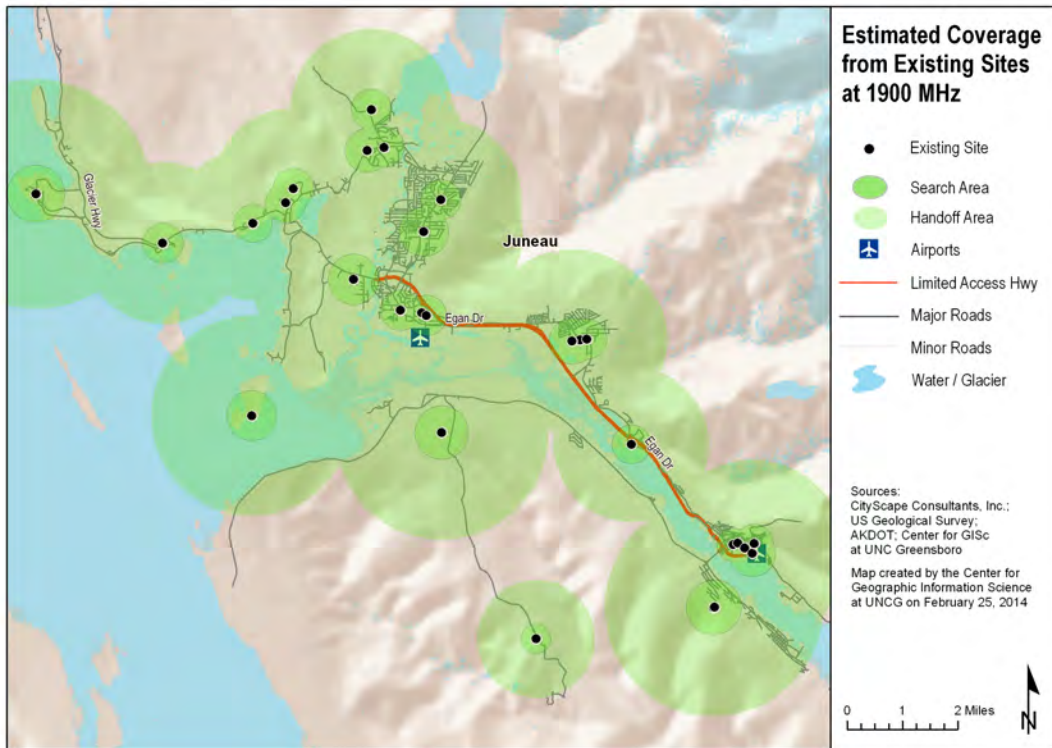 Estimated Coverage
from Existing Sites
at 1900 MHz
Existing Site
Search Area
Handoff Area
Airports
Limited Access Hwy
Major Roads
Minor Roads
Water / Glacier
Glacier Hwy
Juneau
Egan Dr
Egan Dr
Sources:
CityScape Consultants, Inc.;
US Geological Survey;
AKDOT; Center for GISc
at UNC Greensboro
Map created by the Center for
Geographic Information Science
at UNCG on February 25, 2014
0 1 2 Miles
N